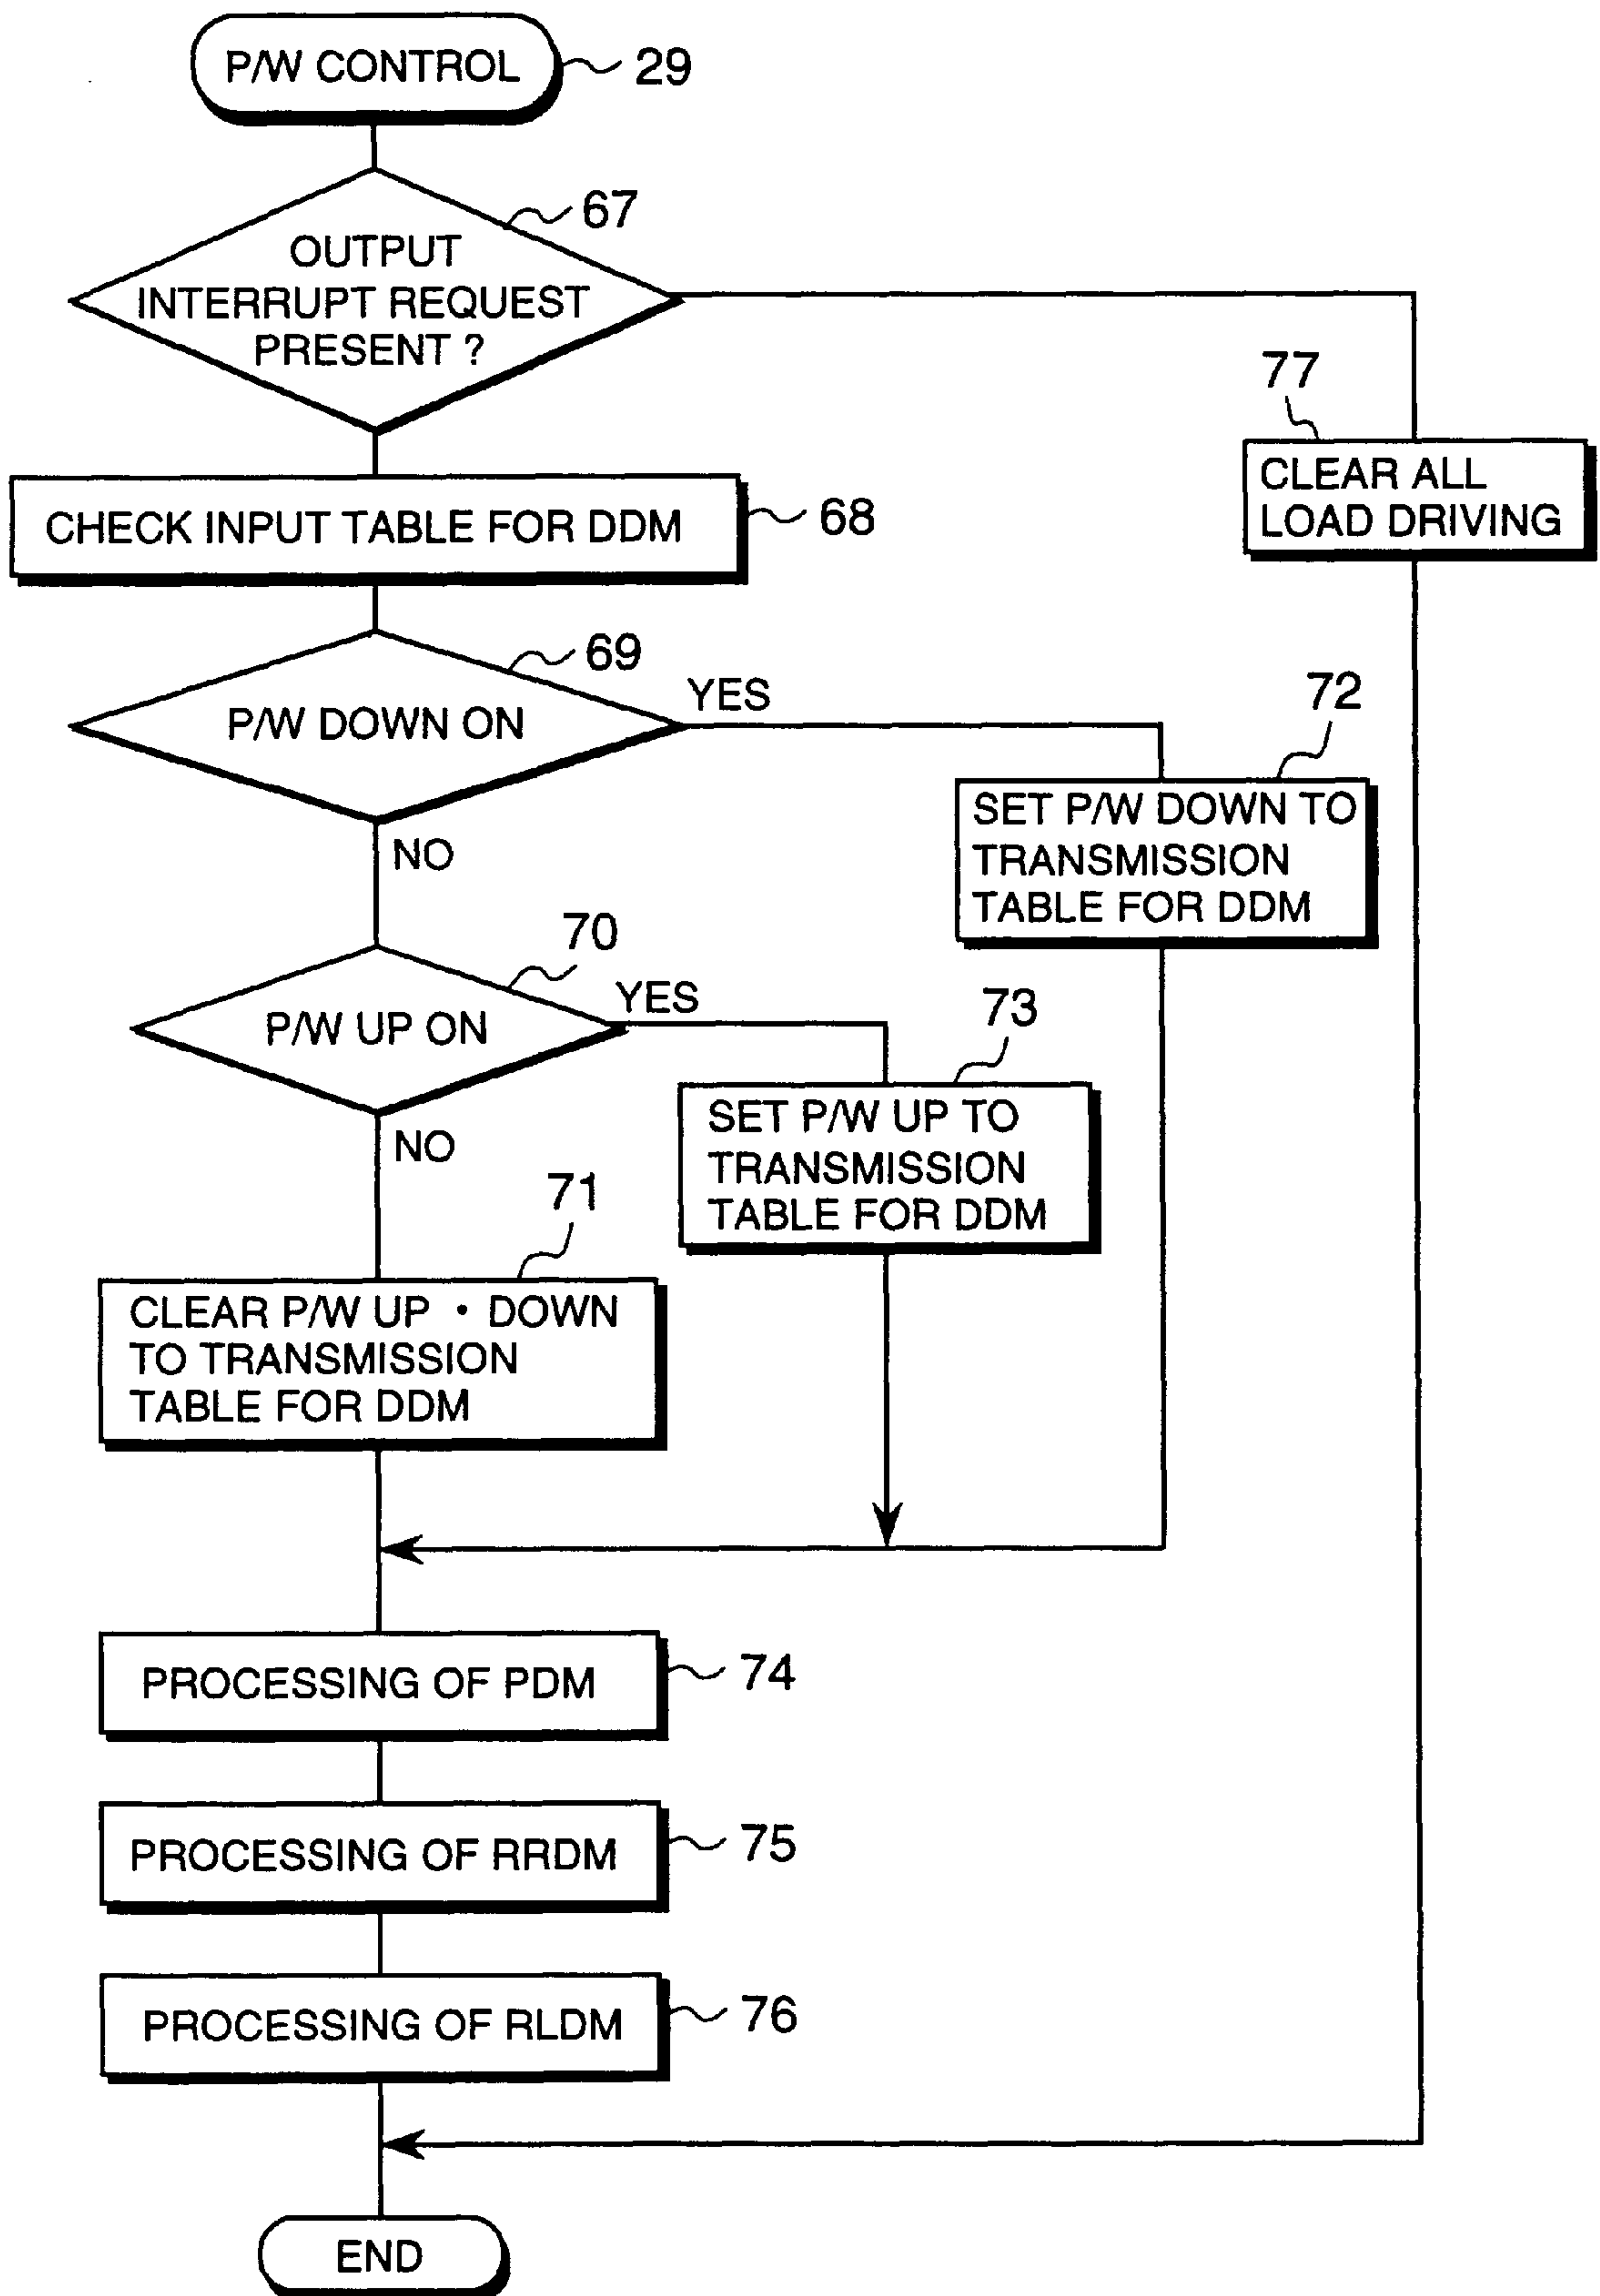 P/W CONTROL
29
67
OUTPUT
INTERRUPT REQUEST
PRESENT ?
77
CLEAR ALL
LOAD DRIVING
CHECK INPUT TABLE FOR DDM
68
69
P/W DOWN ON
YES
NO
72
SET P/W DOWN TO
TRANSMISSION
TABLE FOR DDM
70
P/W UP ON
YES
NO
73
SET P/W UP TO
TRANSMISSION
TABLE FOR DDM
71
CLEAR P/W UP • DOWN
TO TRANSMISSION
TABLE FOR DDM
PROCESSING OF PDM
74
PROCESSING OF RRDM
75
PROCESSING OF RLDM
76
END